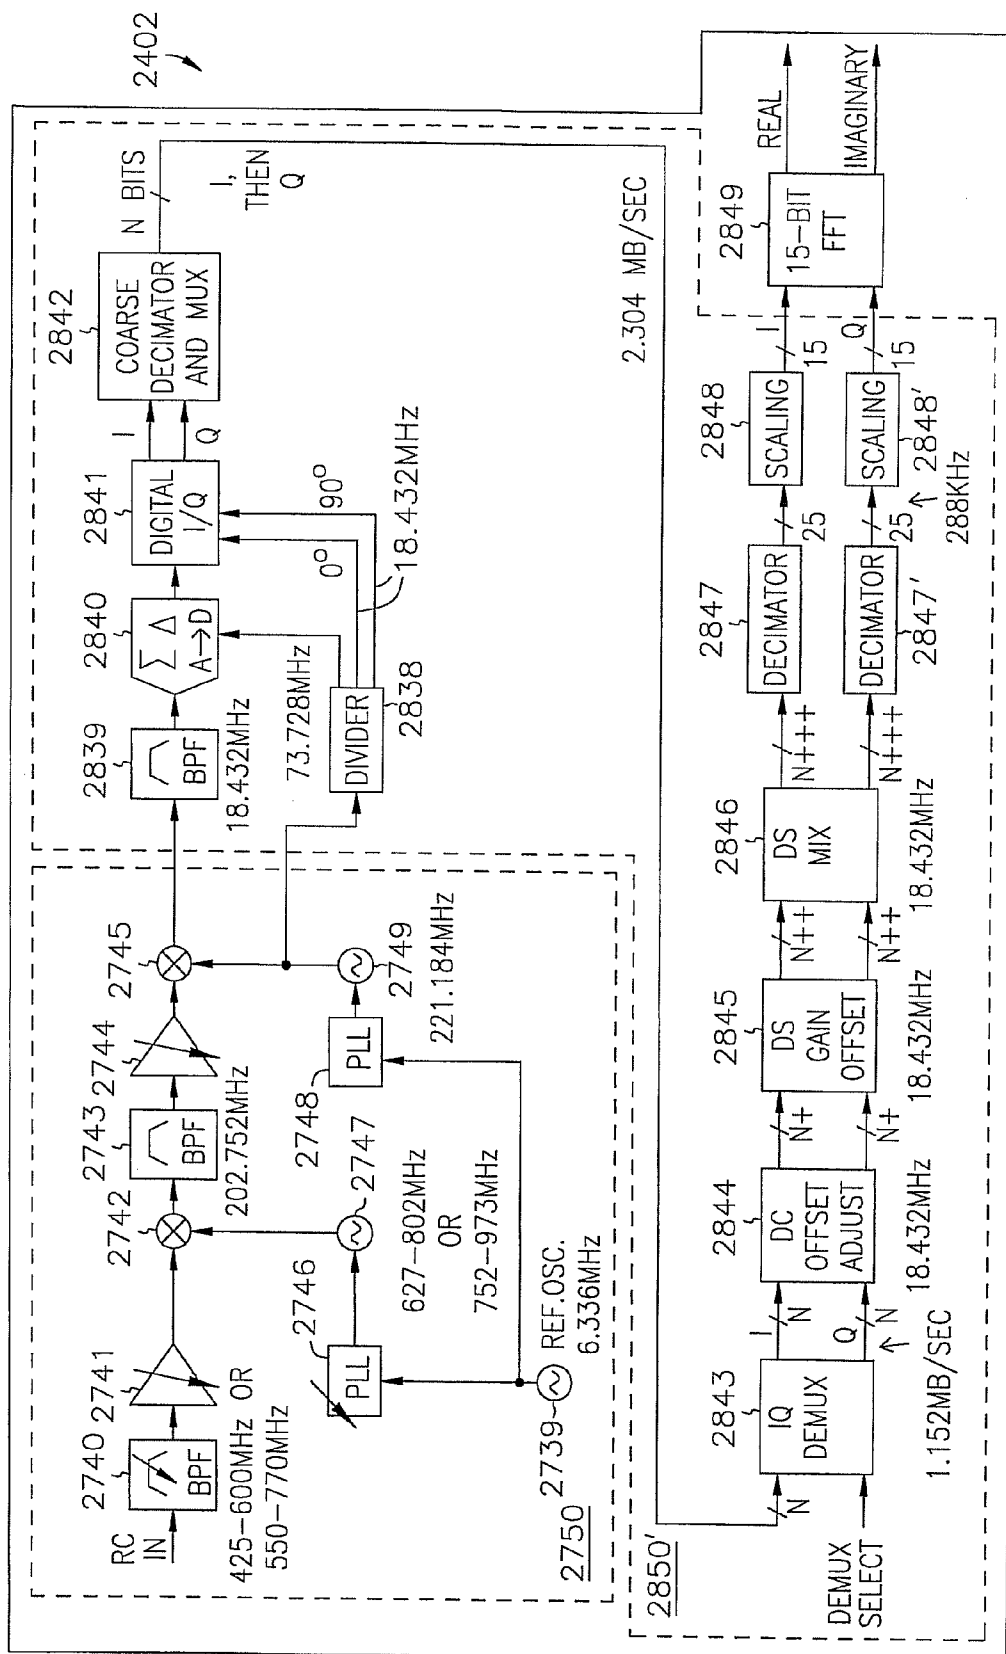 2402
RC
IN
2740
BPF
425–600MHz OR
550–770MHz
2741
2742
2743
BPF
202.752MHz
2744
2745
2746
PLL
2747
627–802MHz
OR
752–973MHz
2748
PLL
2749
221.184MHz
2739
REF.OSC.
6.336MHz
2750
2839
BPF
18.432MHz
2840
Σ Δ
A→D
2841
DIGITAL
I/Q
I
Q
2842
COARSE
DECIMATOR
AND MUX
N BITS
I,
THEN
Q
73.728MHz
DIVIDER
2838
0°
90°
18.432MHz
2.304 MB/SEC
2850'
N
DEMUX
SELECT
2843
IQ
DEMUX
I
N
Q
N
1.152MB/SEC
2844
DC
OFFSET
ADJUST
18.432MHz
N+
N+
2845
DS
GAIN
OFFSET
18.432MHz
N++
N++
2846
DS
MIX
18.432MHz
N+++
N+++
2847
DECIMATOR
DECIMATOR
2847'
25
25
288KHz
2848
SCALING
SCALING
2848'
I
15
Q
15
2849
15–BIT
FFT
REAL
IMAGINARY